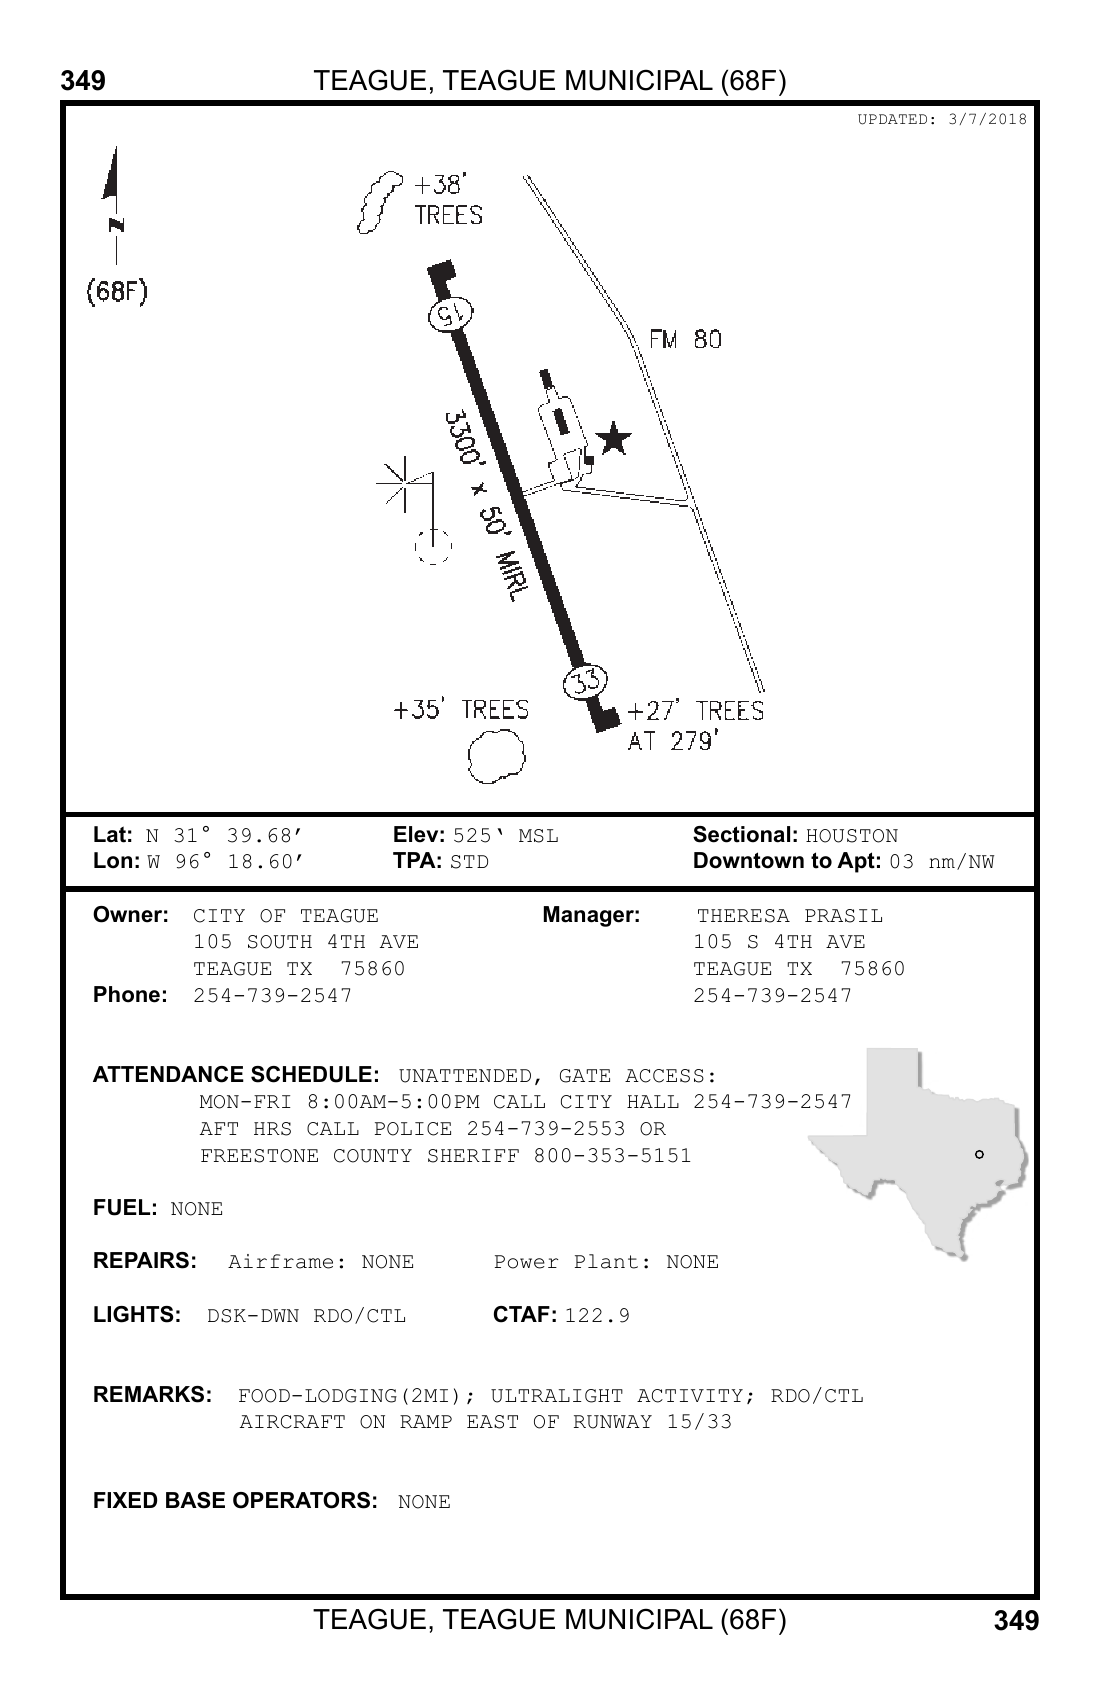 349 TEAGUE, TEAGUE MUNICIPAL (68F)
UPDATED: 3/7/2018
+38'
TREES
N
(68F)
15
FM 80
3300' x 50' MIRL
33
+35' TREES
+27' TREES
AT 279'
Lat: N 31° 39.68’ Elev: 525‘ MSL Sectional: HOUSTON
Lon: W 96° 18.60’ TPA: STD Downtown to Apt: 03 nm/NW
Owner: CITY OF TEAGUE Manager: THERESA PRASIL
105 SOUTH 4TH AVE 105 S 4TH AVE
TEAGUE TX 75860 TEAGUE TX 75860
Phone: 254-739-2547 254-739-2547
ATTENDANCE SCHEDULE: UNATTENDED, GATE ACCESS:
MON-FRI 8:00AM-5:00PM CALL CITY HALL 254-739-2547
AFT HRS CALL POLICE 254-739-2553 OR
FREESTONE COUNTY SHERIFF 800-353-5151
FUEL: NONE
REPAIRS: Airframe: NONE Power Plant: NONE
LIGHTS: DSK-DWN RDO/CTL CTAF: 122.9
REMARKS: FOOD-LODGING(2MI); ULTRALIGHT ACTIVITY; RDO/CTL
AIRCRAFT ON RAMP EAST OF RUNWAY 15/33
FIXED BASE OPERATORS: NONE
TEAGUE, TEAGUE MUNICIPAL (68F) 349